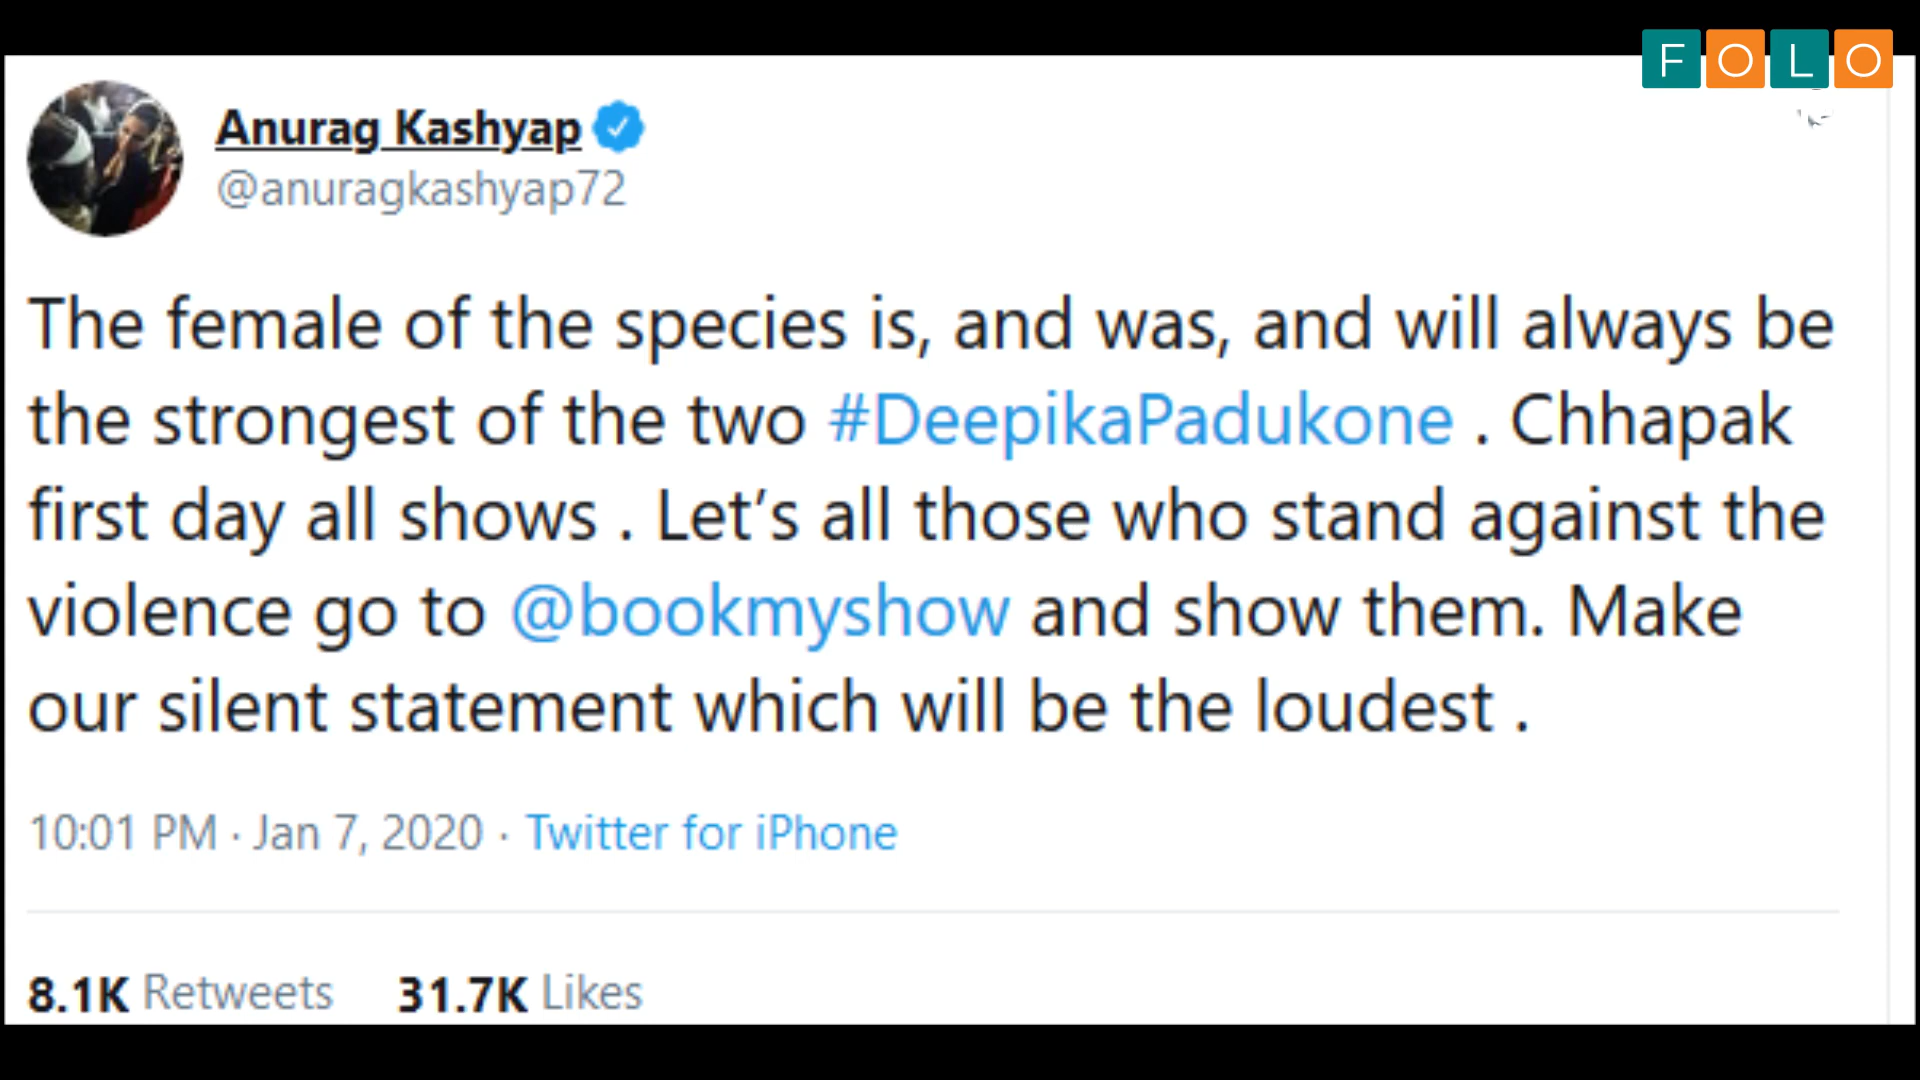 FOLO
Anurag Kashyap
@anuragkashyap72
The female of the species is, and was, and will always be
the strongest of the two #DeepikaPadukone . Chhapak
first day all shows . Let’s all those who stand against the
violence go to @bookmyshow and show them. Make
our silent statement which will be the loudest .
10:01 PM · Jan 7, 2020 · Twitter for iPhone
8.1K Retweets 31.7K Likes